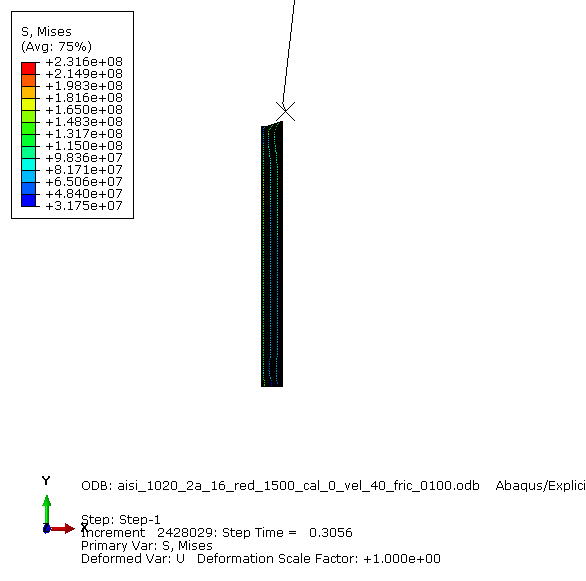 S, Mises
(Avg: 75%)
+2.316e+08
+2.149e+08
+1.983e+08
+1.816e+08
+1.650e+08
+1.483e+08
+1.317e+08
+1.150e+08
+9.836e+07
+8.171e+07
+6.506e+07
+4.840e+07
+3.175e+07
Y
X
ODB: aisi_1020_2a_16_red_1500_cal_0_vel_40_fric_0100.odb Abaqus/Explici
Step: Step-1
Increment 2428029: Step Time = 0.3056
Primary Var: S, Mises
Deformed Var: U Deformation Scale Factor: +1.000e+00